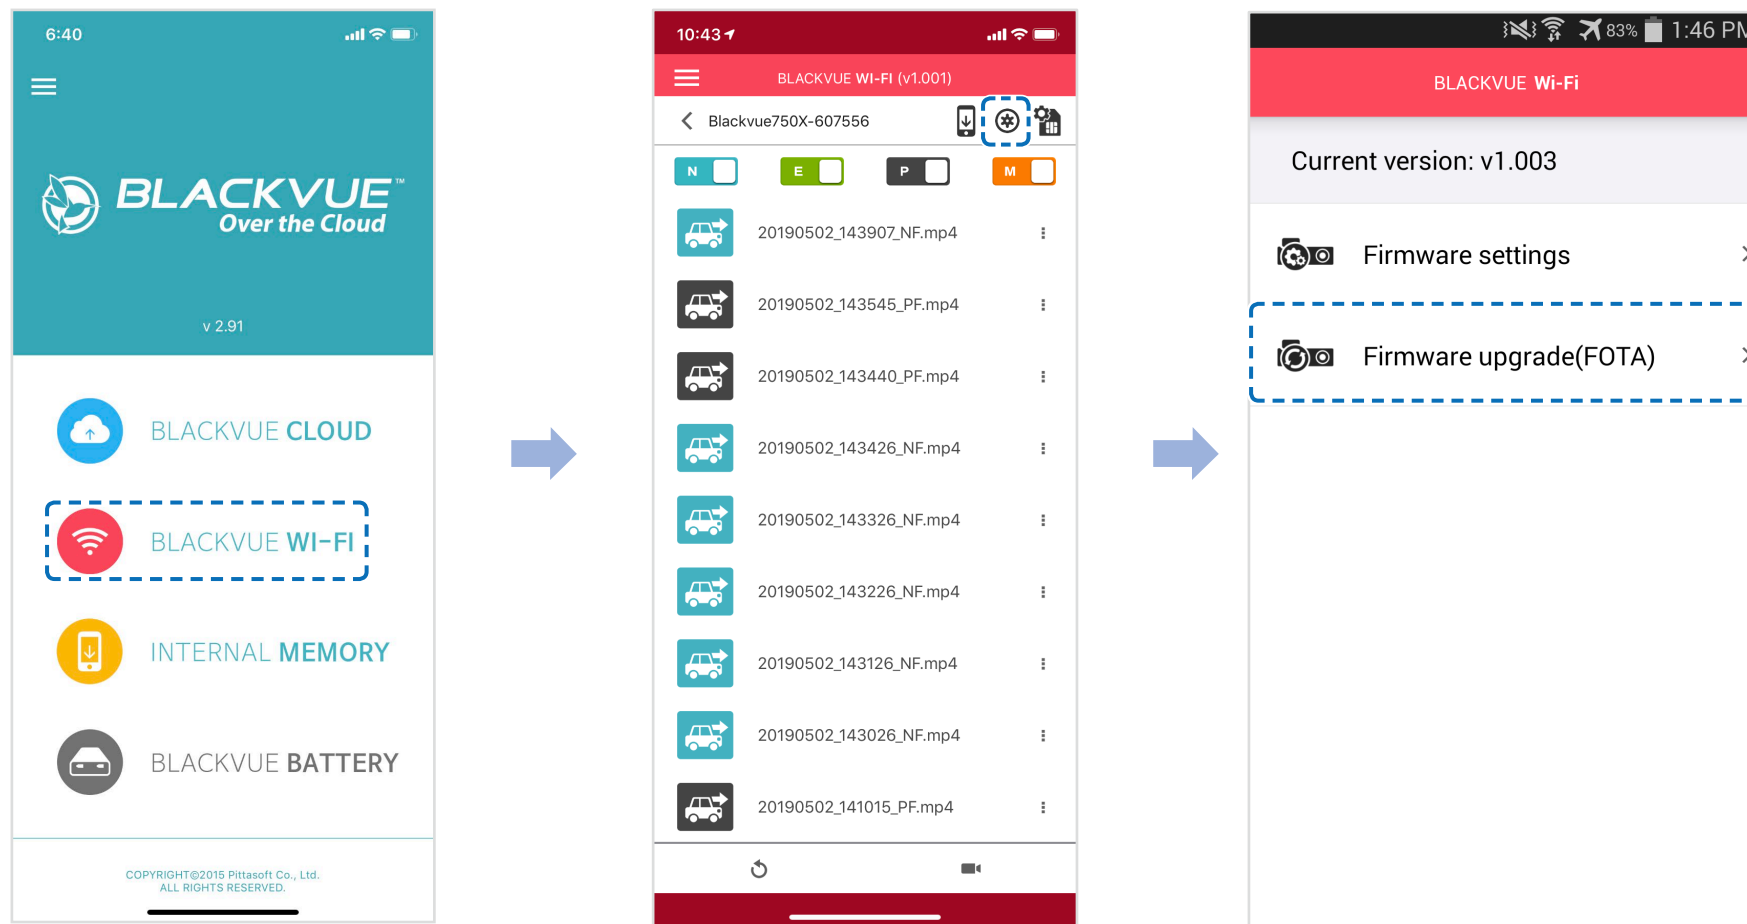 6:40
BLACKVUE™
Over the Cloud
v 2.91
BLACKVUE CLOUD
BLACKVUE WI-FI
INTERNAL MEMORY
BLACKVUE BATTERY
COPYRIGHT©2015 Pittasoft Co., Ltd.
ALL RIGHTS RESERVED.
10:43
BLACKVUE WI-FI (v1.001)
Blackvue750X-607556
N E P M
20190502_143907_NF.mp4
20190502_143545_PF.mp4
20190502_143440_PF.mp4
20190502_143426_NF.mp4
20190502_143326_NF.mp4
20190502_143226_NF.mp4
20190502_143126_NF.mp4
20190502_143026_NF.mp4
20190502_141015_PF.mp4
83% 1:46 PM
BLACKVUE Wi-Fi
Current version: v1.003
Firmware settings
Firmware upgrade(FOTA)